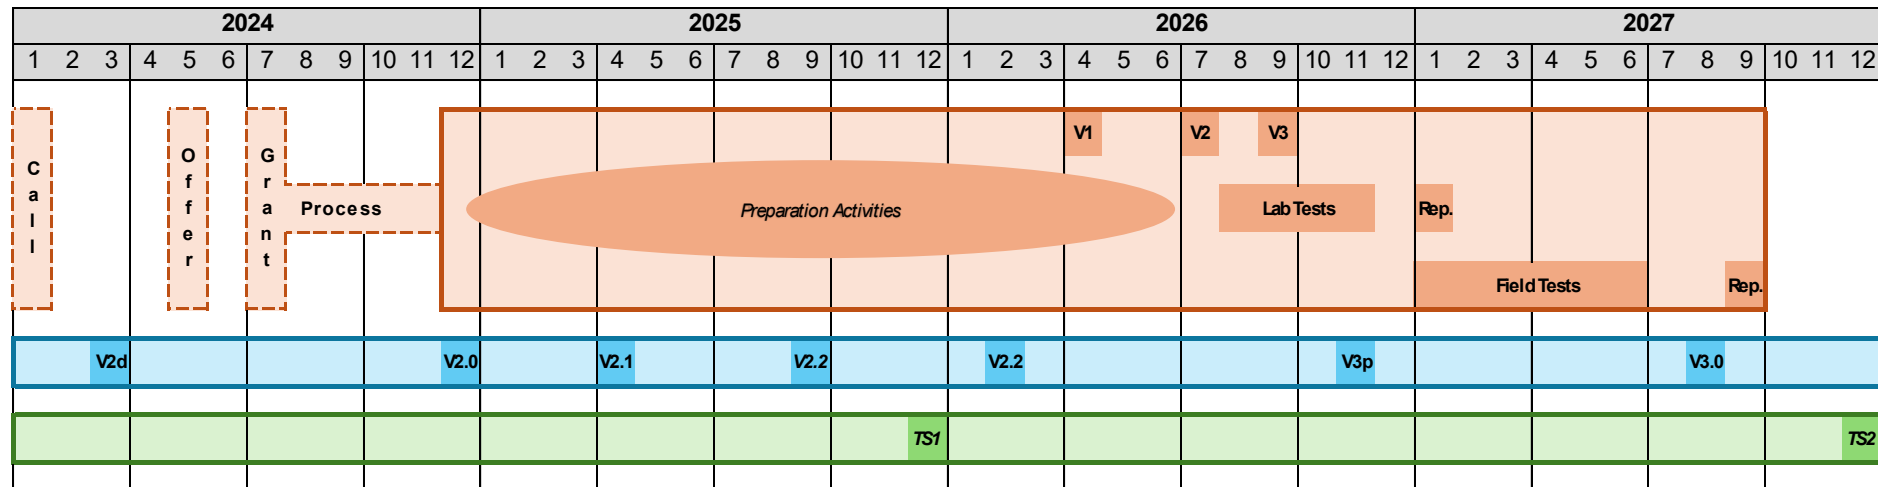 2024 2025 2026 2027
1 2 3 4 5 6 7 8 9 10 11 12 1 2 3 4 5 6 7 8 9 10 11 12 1 2 3 4 5 6 7 8 9 10 11 12 1 2 3 4 5 6 7 8 9 10 11 12
Call
Offer
Grant
Process
V1 V2 V3
Preparation Activities
Lab Tests Rep.
Field Tests Rep.
V2d V2.0 V2.1 V2.2 V2.2 V3p V3.0
TS1 TS2